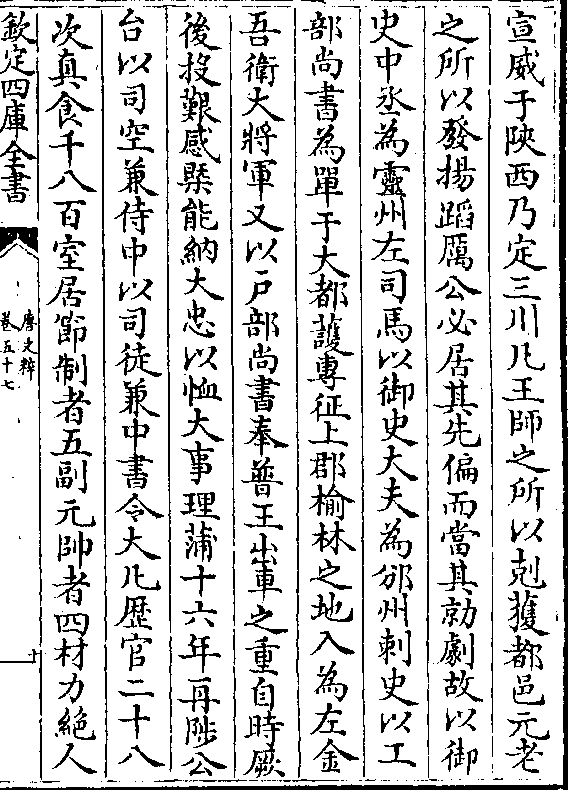 宣威于陜西乃定三川凡王師之所以剋獲都邑元老
之所以發揚蹈厲公必居其先偏而當其勍劇故以御
史中丞為靈州左司馬以御史大夫為邠州刺史以工
部尚書為單于大都護專征上郡榆林之地入為左金
吾衛大將軍又以户部尚書奉普王出車之重自時厥
後投艱感槩能納大忠以恤大事理蒲十六年再陟公
台以司空兼侍中以司徒兼中書令大凡歴官二十八
次真食千八百室居節制者五副元帥者四材力絶人
欽定四庫全書
唐文粹
卷五十七
十